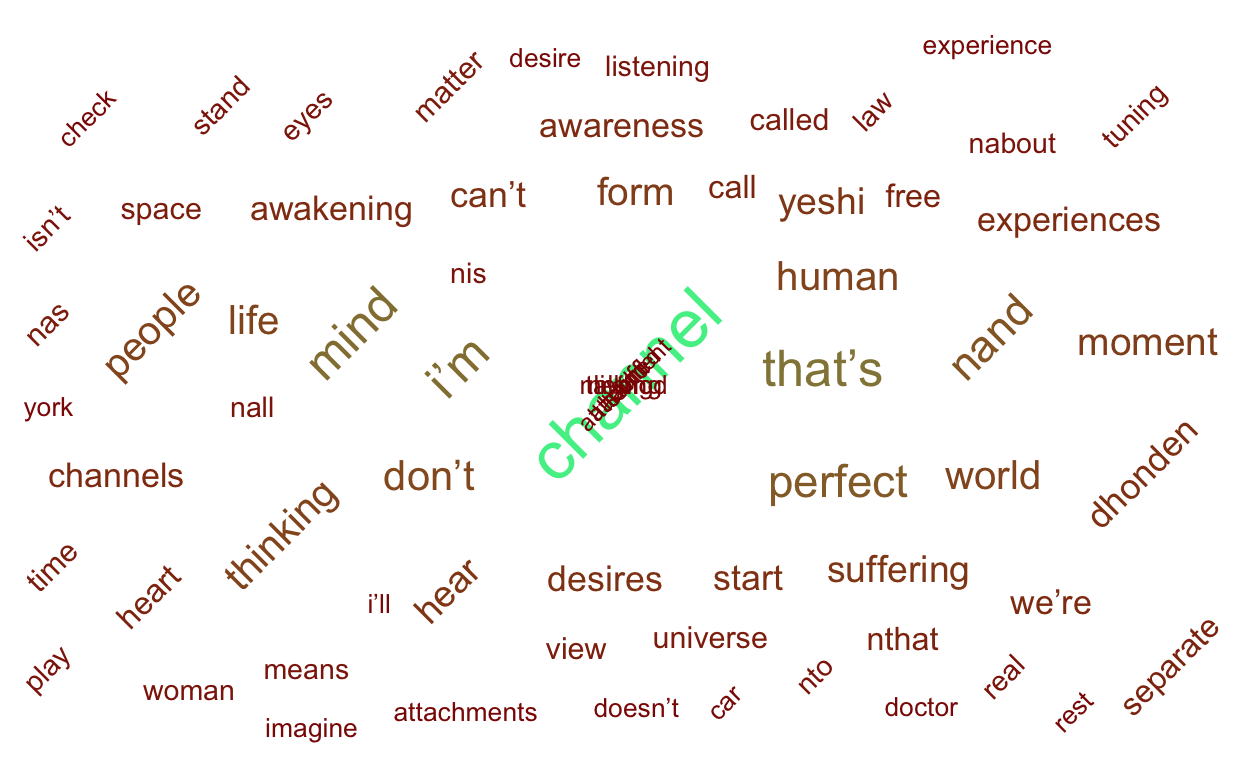 experience
desire
listening
matter
check
stand
eyes
awareness
called
law
tuning
nabout
isn't
space
awakening
can't
form
call
yeshi
free
experiences
nas
people
life
mind
nis
i'm
channel
human
that's
nand
moment
york
nall
channels
don't
perfect
world
dhonden
thinking
time
heart
i'll
hear
desires
start
suffering
we're
play
woman
means
view
universe
nthat
nto
real
separate
imagine
attachments
doesn't
car
doctor
rest